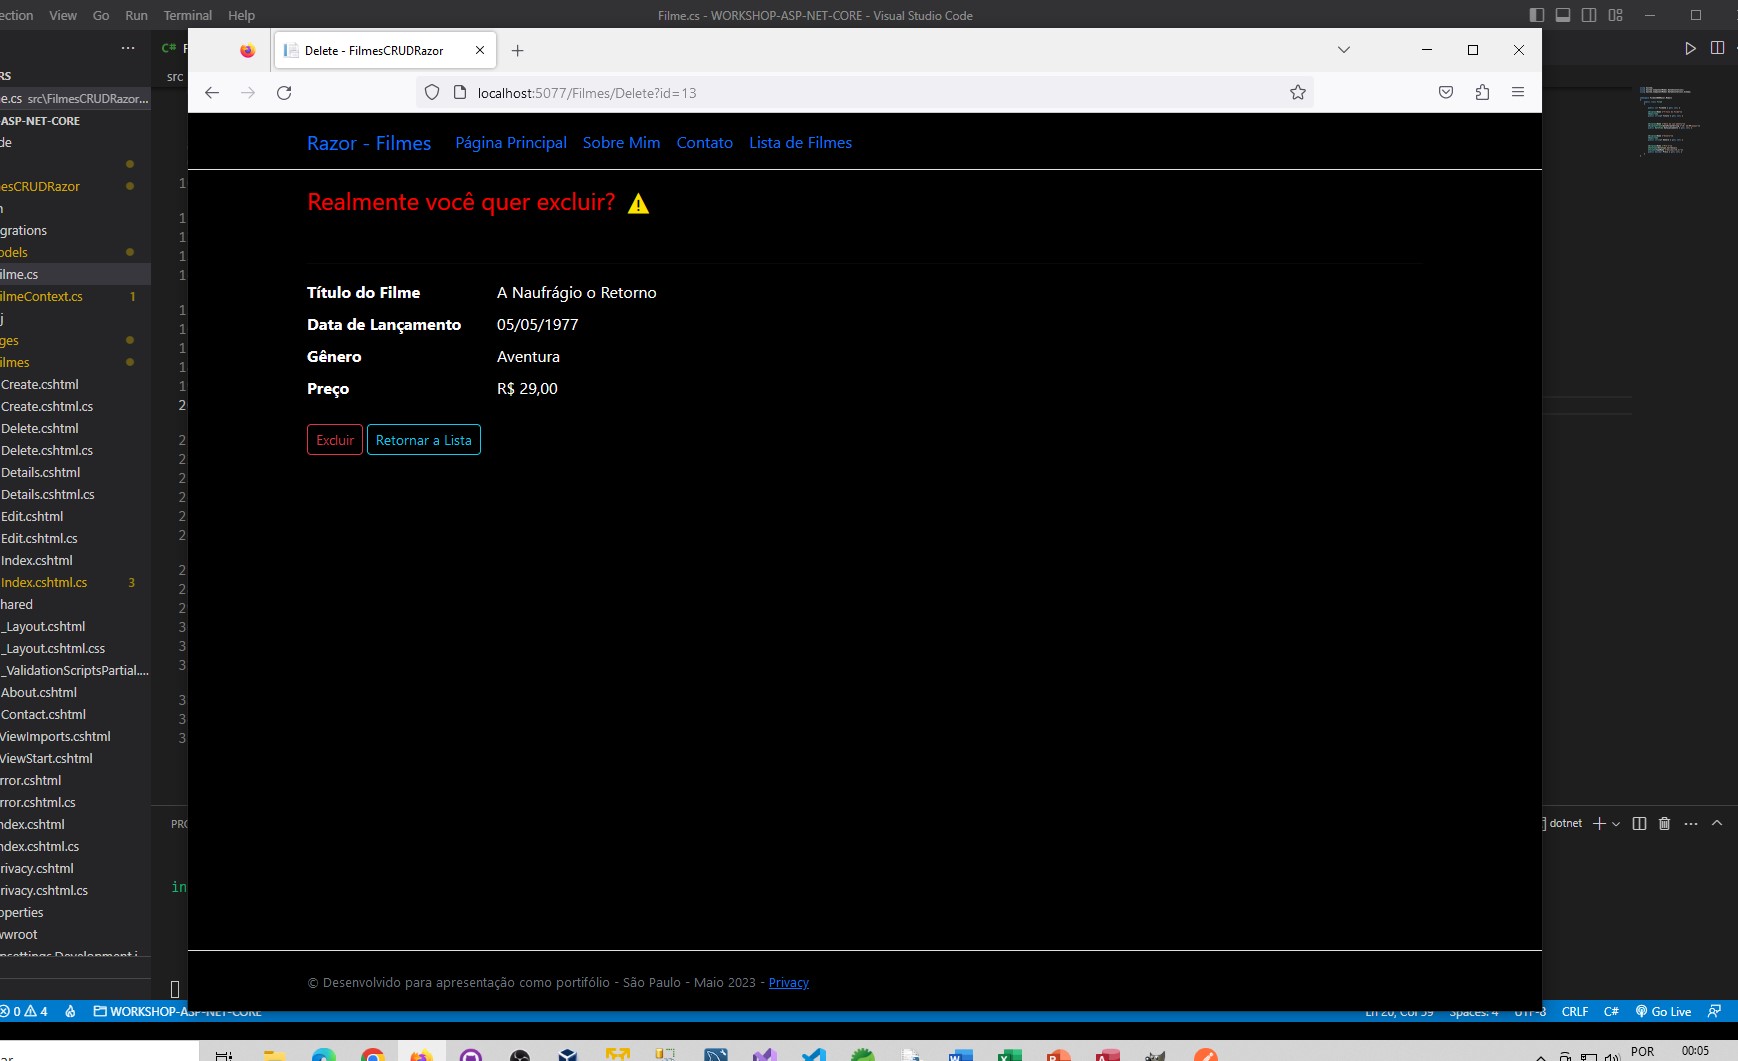 View Go Run Terminal Help
Filme.cs - WORKSHOP-ASP-NET-CORE - Visual Studio Code
Delete - FilmesCRUDRazor
localhost:5077/Filmes/Delete?id=13
Razor - Filmes Página Principal Sobre Mim Contato Lista de Filmes
Realmente você quer excluir?
Título do Filme A Naufrágio o Retorno
Data de Lançamento 05/05/1977
Gênero Aventura
Preço R$ 29,00
Excluir Retornar a Lista
© Desenvolvido para apresentação como portifólio - São Paulo - Maio 2023 - Privacy
src\FilmesCRUDRazor...
-ASP-NET-CORE
esCRUDRazor
grations
odels
ilme.cs
ilmeContext.cs 1
ges
ilmes
Create.cshtml
Create.cshtml.cs
Delete.cshtml
Delete.cshtml.cs
Details.cshtml
Details.cshtml.cs
Edit.cshtml
Edit.cshtml.cs
Index.cshtml
Index.cshtml.cs 3
hared
_Layout.cshtml
_Layout.cshtml.css
_ValidationScriptsPartial....
About.cshtml
Contact.cshtml
ViewImports.cshtml
ViewStart.cshtml
rror.cshtml
rror.cshtml.cs
ndex.cshtml
ndex.cshtml.cs
rivacy.cshtml
rivacy.cshtml.cs
operties
wwroot
C#
src
dotnet
0 4 WORKSHOP-ASP-NET-CORE
CRLF C# Go Live
POR 00:05